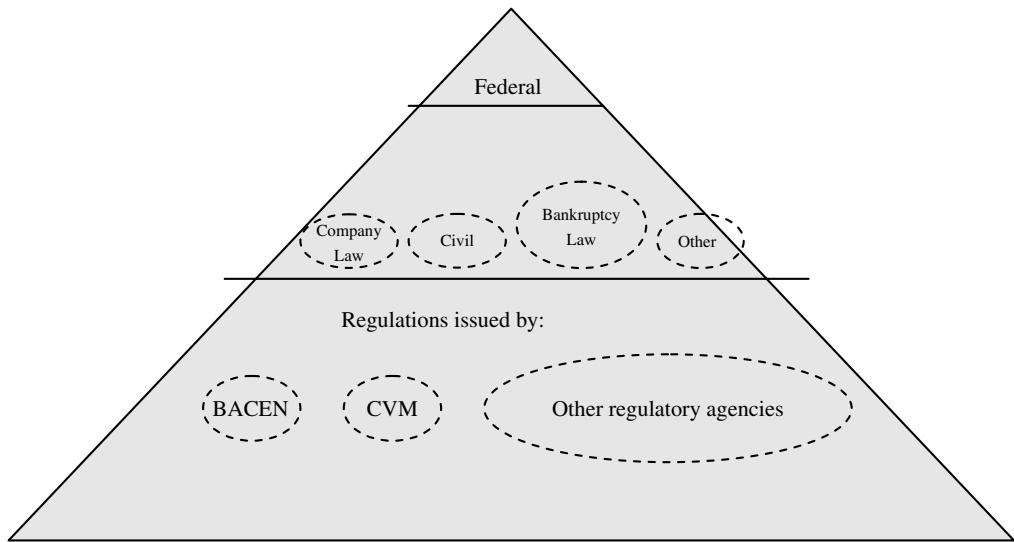 Federal
Company
Law
Civil
Bankruptcy
Law
Other
Regulations issued by:
BACEN
CVM
Other regulatory agencies